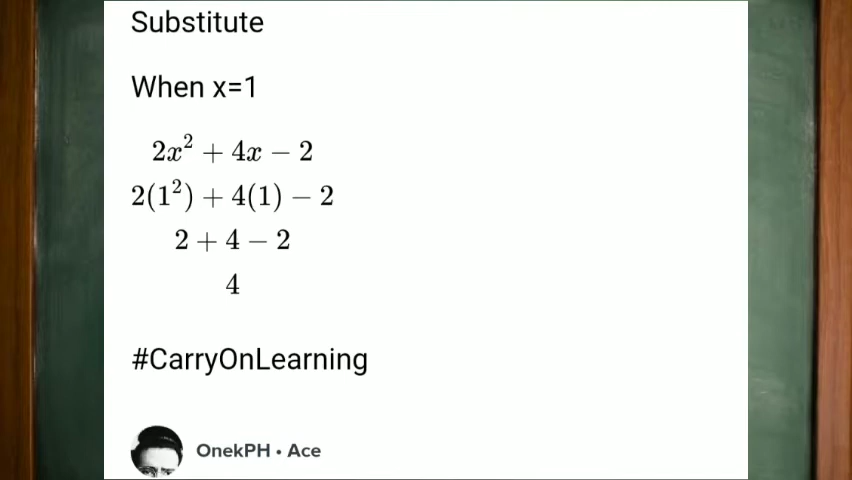 Substitute
When x=1
2x² + 4x − 2
2(1²) + 4(1) − 2
2 + 4 − 2
4
#CarryOnLearning
OnekPH • Ace